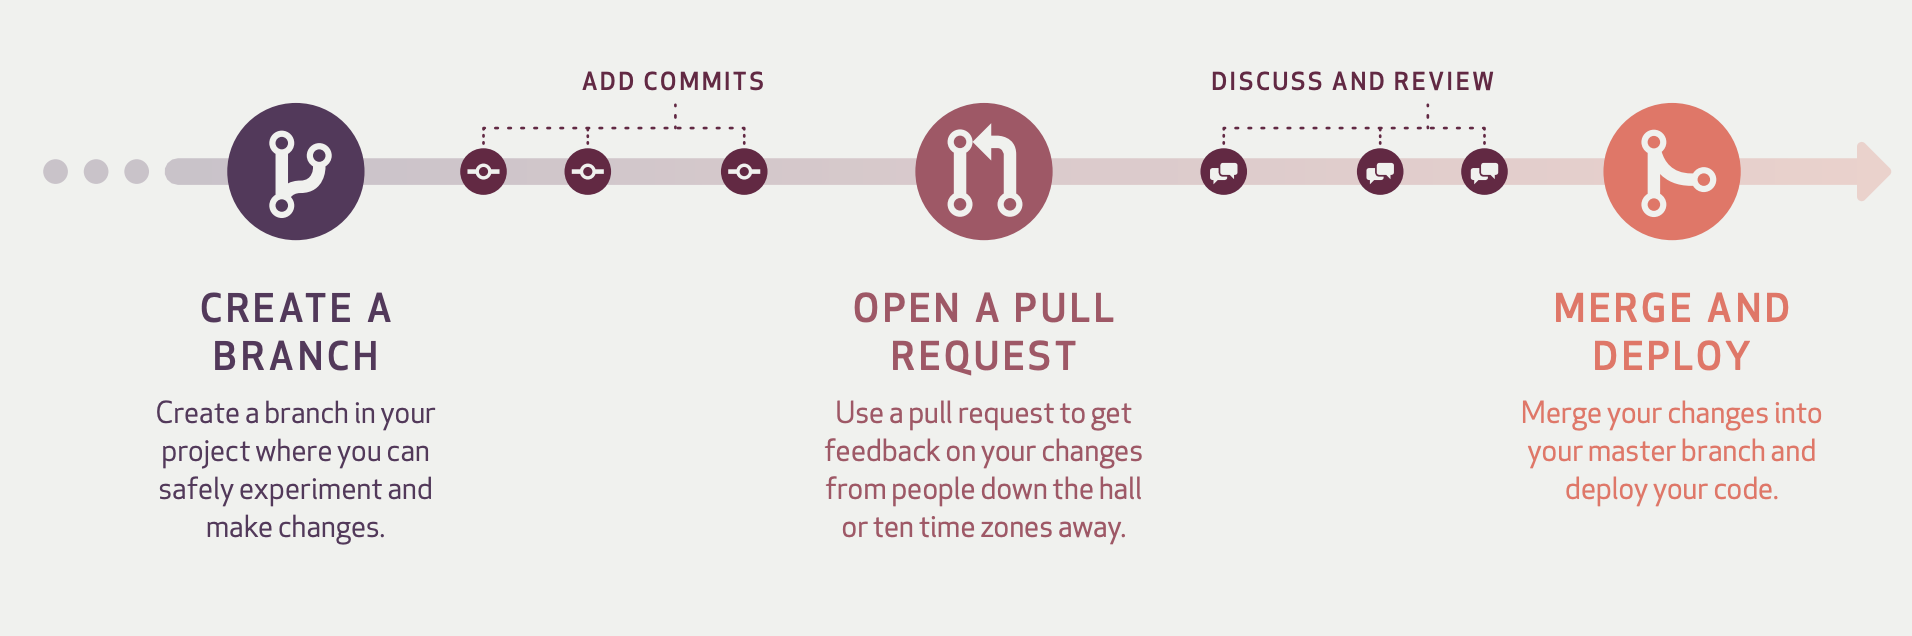 ADD COMMITS
DISCUSS AND REVIEW
CREATE A
BRANCH
Create a branch in your
project where you can
safely experiment and
make changes.
OPEN A PULL
REQUEST
Use a pull request to get
feedback on your changes
from people down the hall
or ten time zones away.
MERGE AND
DEPLOY
Merge your changes into
your master branch and
deploy your code.